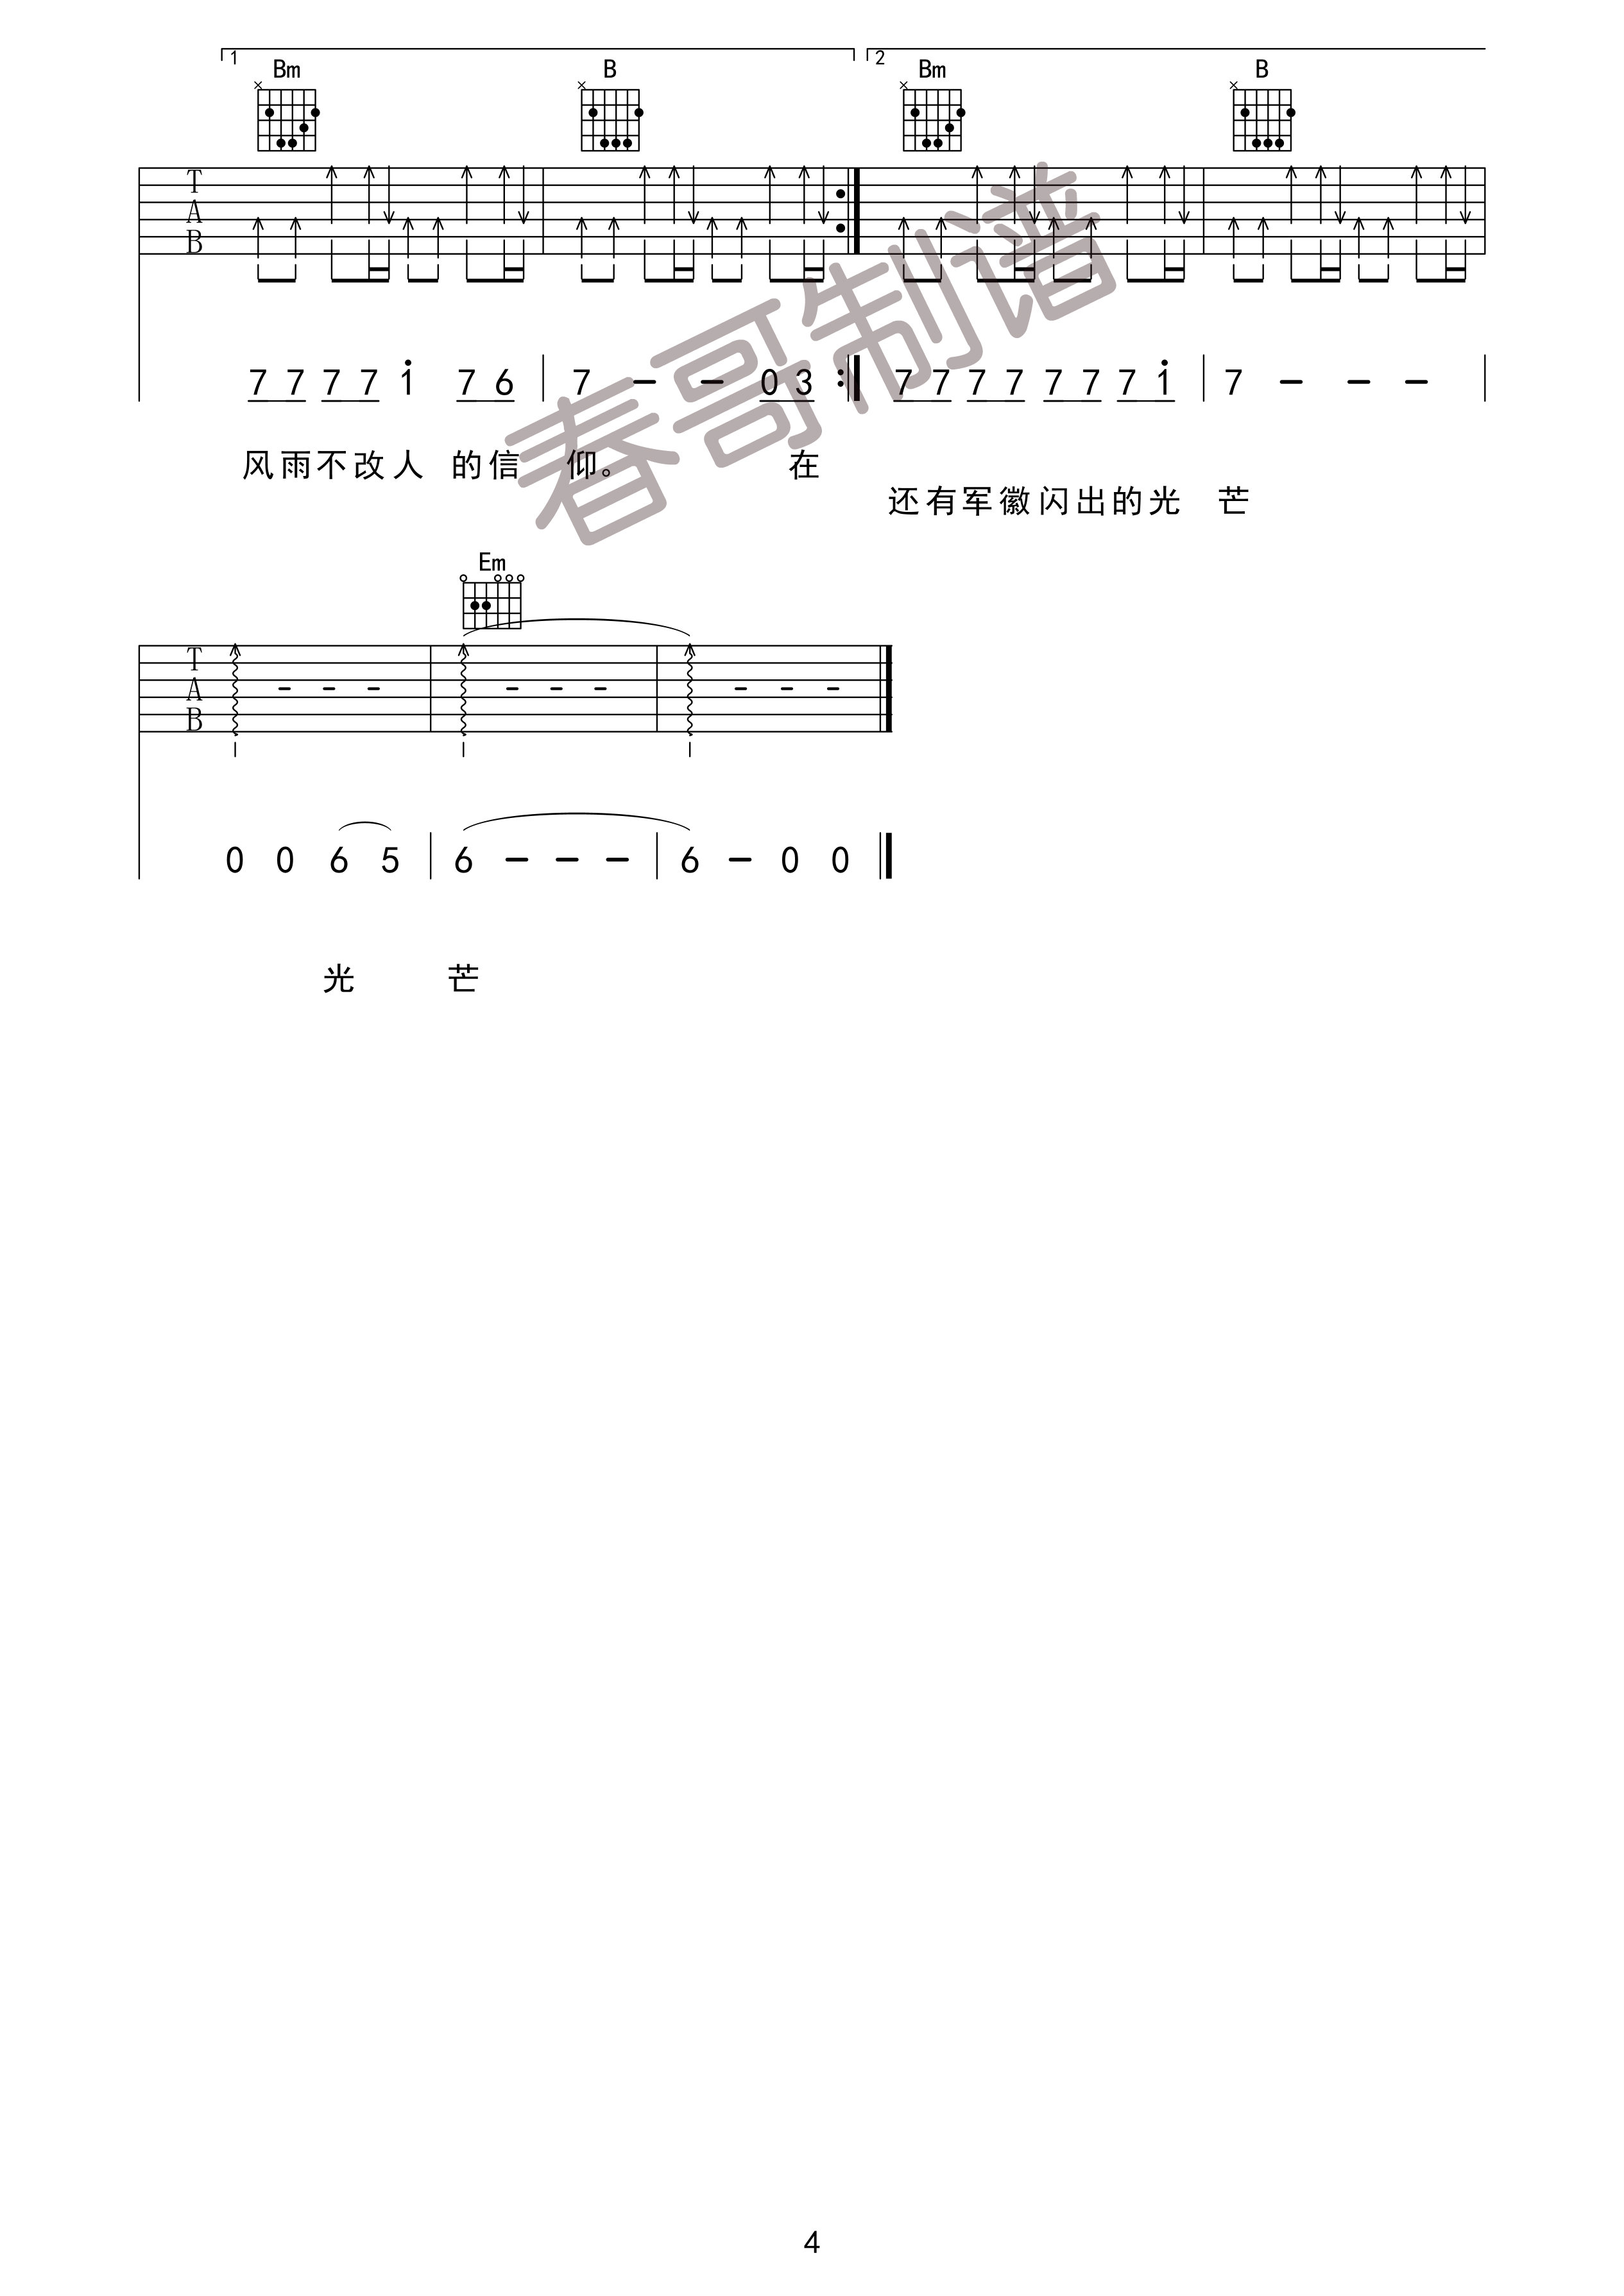 1 2
Bm B Bm B
T
A
B
7 7 7 7 1 7 6 7 - - 0 3 7 7 7 7 7 7 7 1 7 - - -
风雨不改人 的信 仰。 在
还有军徽闪出的光 芒
春哥制谱
Em
T
A
B
0 0 6 5 6 - - - 6 - 0 0
光 芒
4